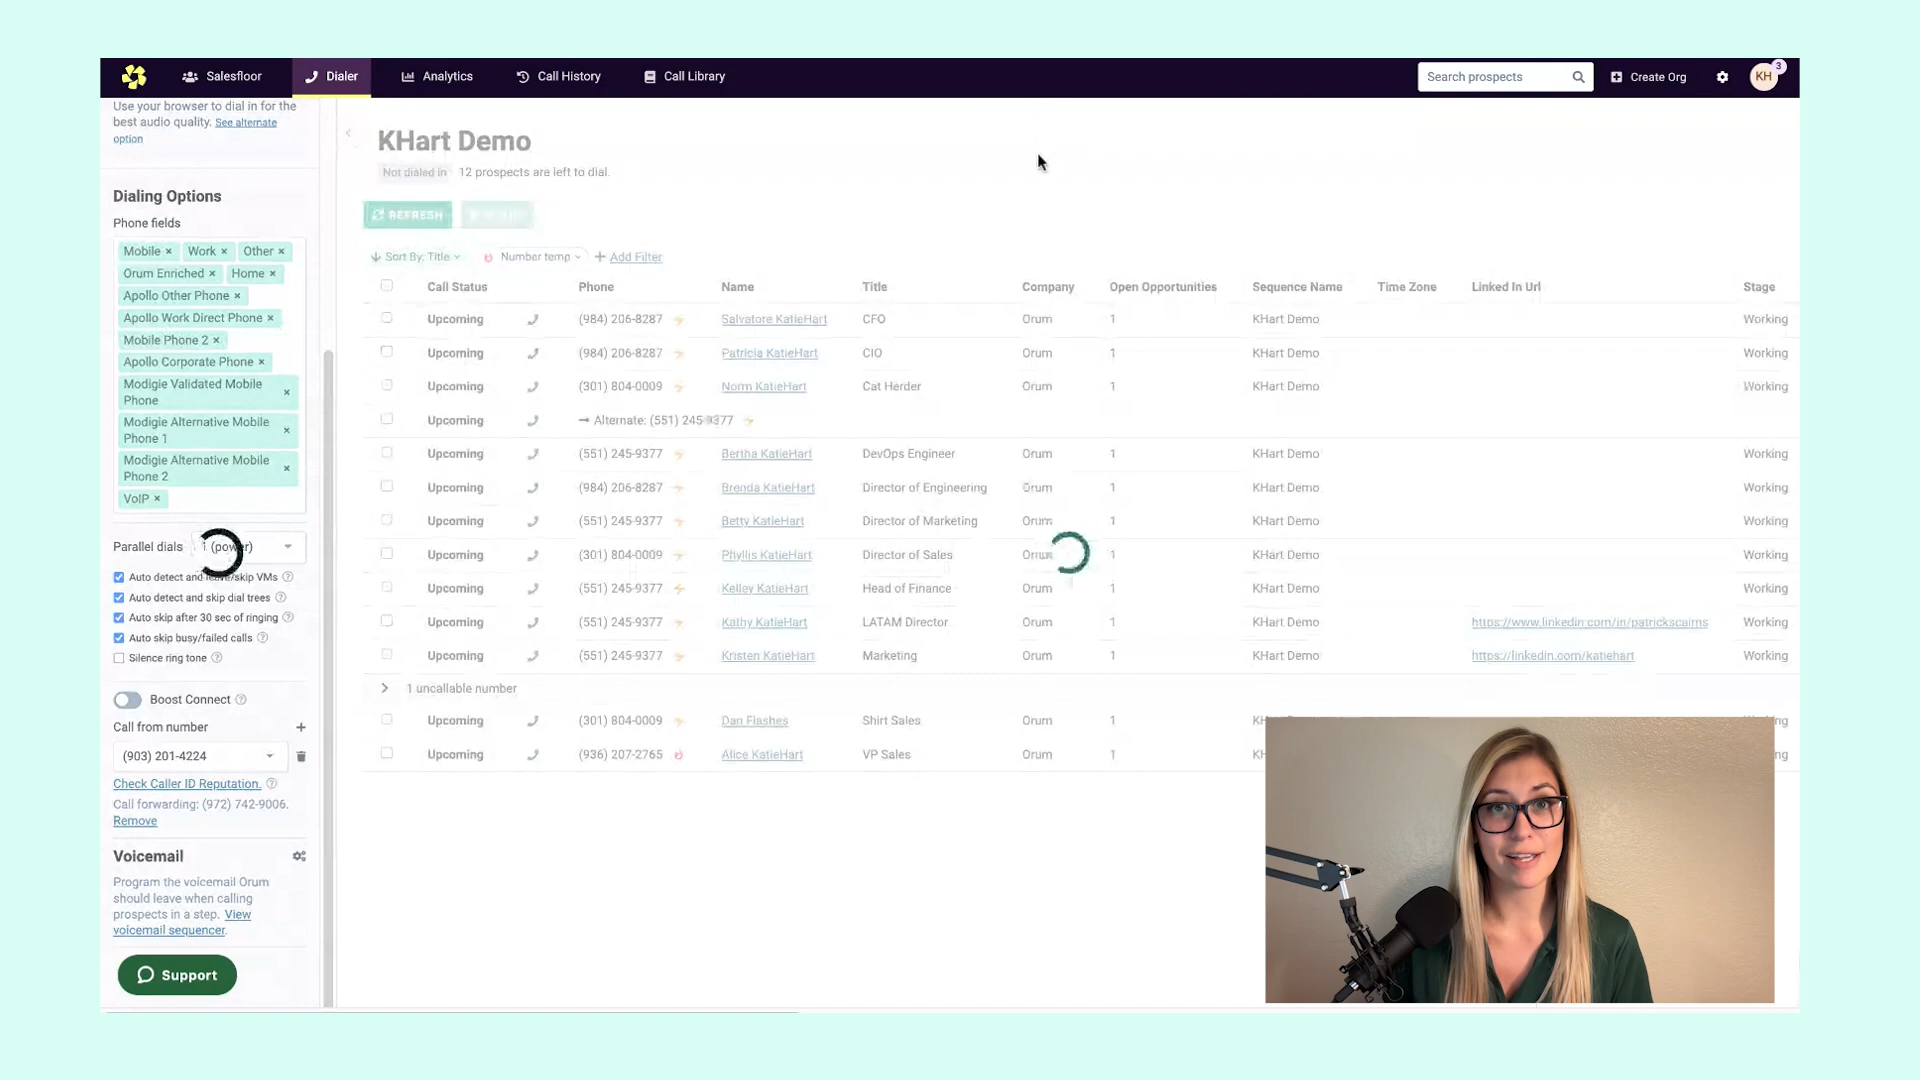 Salesfloor
Dialer
Analytics
Call History
Call Library
Search prospects
Create Org
KH
3
Use your browser to dial in for the
best audio quality. See alternate
option
Dialing Options
Phone fields
Mobile × Work × Other ×
Orum Enriched × Home ×
Apollo Other Phone ×
Apollo Work Direct Phone ×
Mobile Phone 2 ×
Apollo Corporate Phone ×
Modigie Validated Mobile
Phone ×
Modigie Alternative Mobile
Phone 1 ×
Modigie Alternative Mobile
Phone 2 ×
VoIP ×
Parallel dials 1 (power)
Auto detect and leave/skip VMs
Auto detect and skip dial trees
Auto skip after 30 sec of ringing
Auto skip busy/failed calls
Silence ring tone
Boost Connect
Call from number +
(903) 201-4224
Check Caller ID Reputation.
Call forwarding: (972) 742-9006.
Remove
Voicemail
Program the voicemail Orum
should leave when calling
prospects in a step. View
voicemail sequencer.
Support
KHart Demo
Not dialed in 12 prospects are left to dial.
REFRESH
Sort By: Title Number temp + Add Filter
Call Status Phone Name Title Company Open Opportunities Sequence Name Time Zone Linked In Url Stage
Upcoming (984) 206-8287 Salvatore KatieHart CFO Orum 1 KHart Demo Working
Upcoming (984) 206-8287 Patricia KatieHart CIO Orum 1 KHart Demo Working
Upcoming (301) 804-0009 Norm KatieHart Cat Herder Orum 1 KHart Demo Working
Upcoming → Alternate: (551) 245-9377
Upcoming (551) 245-9377 Bertha KatieHart DevOps Engineer Orum 1 KHart Demo Working
Upcoming (984) 206-8287 Brenda KatieHart Director of Engineering Orum 1 KHart Demo Working
Upcoming (551) 245-9377 Betty KatieHart Director of Marketing Orum 1 KHart Demo Working
Upcoming (301) 804-0009 Phyllis KatieHart Director of Sales Orum 1 KHart Demo Working
Upcoming (551) 245-9377 Kelley KatieHart Head of Finance Orum 1 KHart Demo Working
Upcoming (551) 245-9377 Kathy KatieHart LATAM Director Orum 1 KHart Demo https://www.linkedin.com/in/patrickscairns Working
Upcoming (551) 245-9377 Kristen KatieHart Marketing Orum 1 KHart Demo https://linkedin.com/katiehart Working
1 uncallable number
Upcoming (301) 804-0009 Dan Flashes Shirt Sales Orum 1
Upcoming (936) 207-2765 Alice KatieHart VP Sales Orum 1 KH ng